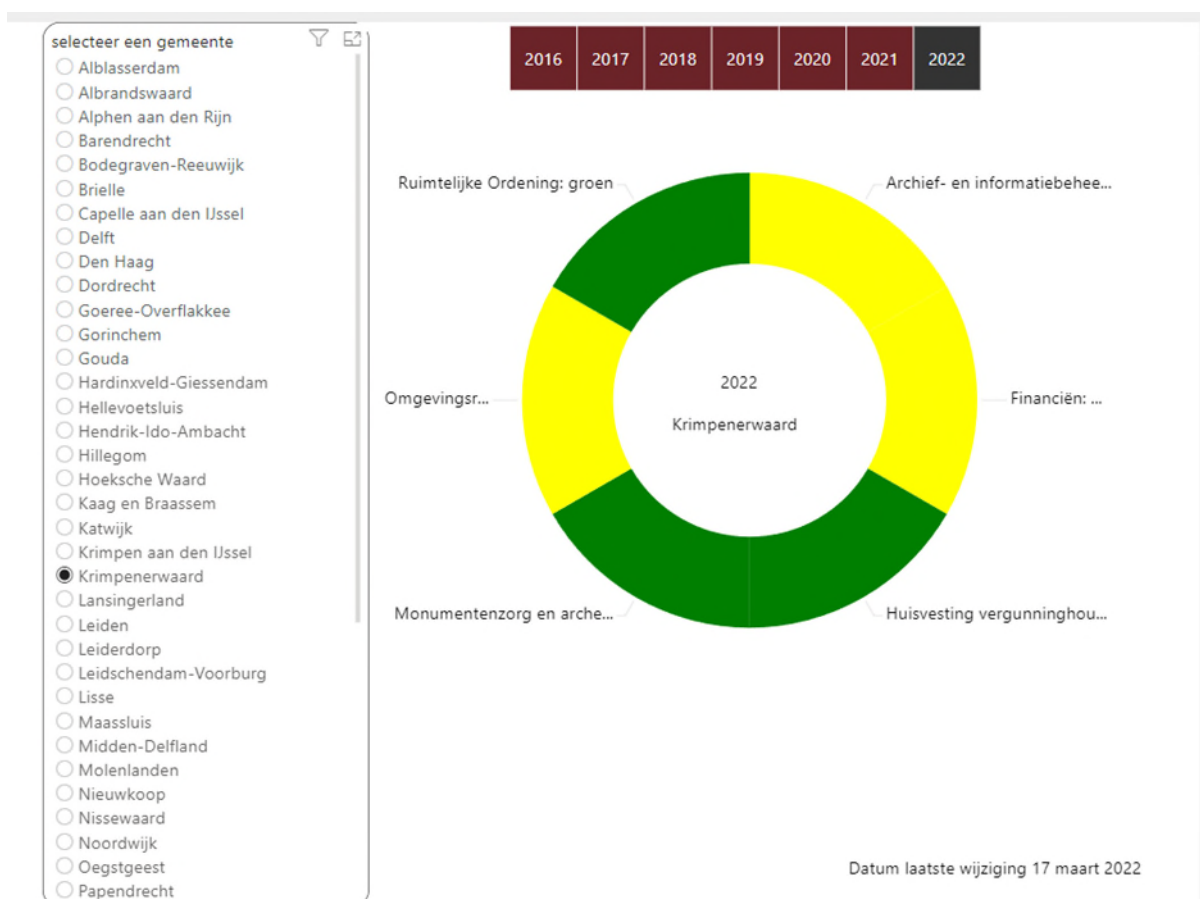 selecteer een gemeente
Alblasserdam
Albrandswaard
Alphen aan den Rijn
Barendrecht
Bodegraven-Reeuwijk
Brielle
Capelle aan den IJssel
Delft
Den Haag
Dordrecht
Goeree-Overflakkee
Gorinchem
Gouda
Hardinxveld-Giessendam
Hellevoetsluis
Hendrik-Ido-Ambacht
Hillegom
Hoeksche Waard
Kaag en Braassem
Katwijk
Krimpen aan den IJssel
Krimpenerwaard
Lansingerland
Leiden
Leiderdorp
Leidschendam-Voorburg
Lisse
Maassluis
Midden-Delfland
Molenlanden
Nieuwkoop
Nissewaard
Noordwijk
Oegstgeest
Papendrecht
2016 2017 2018 2019 2020 2021 2022
Ruimtelijke Ordening: groen
Archief- en informatiebehee...
Omgevingsr...
2022
Krimpenerwaard
Financiën: ...
Monumentenzorg en arche...
Huisvesting vergunninghou...
Datum laatste wijziging 17 maart 2022